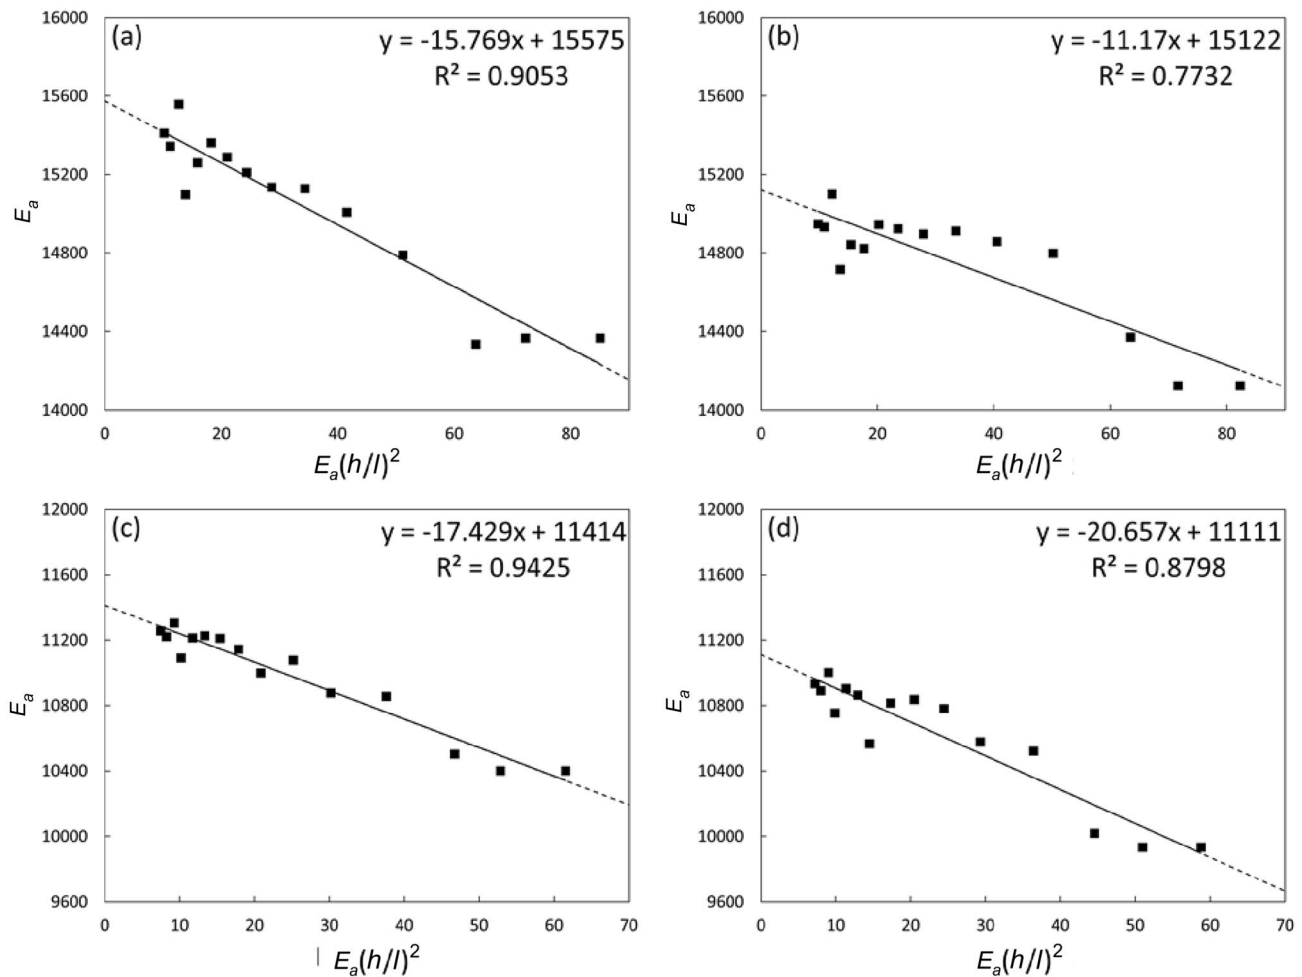 (a)
y = -15.769x + 15575
R² = 0.9053
16000
15600
15200
14800
14400
14000
Eₐ
0 20 40 60 80
Eₐ(h/l)²
(b)
y = -11.17x + 15122
R² = 0.7732
16000
15600
15200
14800
14400
14000
Eₐ
0 20 40 60 80
Eₐ(h/l)²
(c)
y = -17.429x + 11414
R² = 0.9425
12000
11600
11200
10800
10400
10000
9600
Eₐ
0 10 20 30 40 50 60 70
Eₐ(h/l)²
(d)
y = -20.657x + 11111
R² = 0.8798
12000
11600
11200
10800
10400
10000
9600
Eₐ
0 10 20 30 40 50 60 70
Eₐ(h/l)²